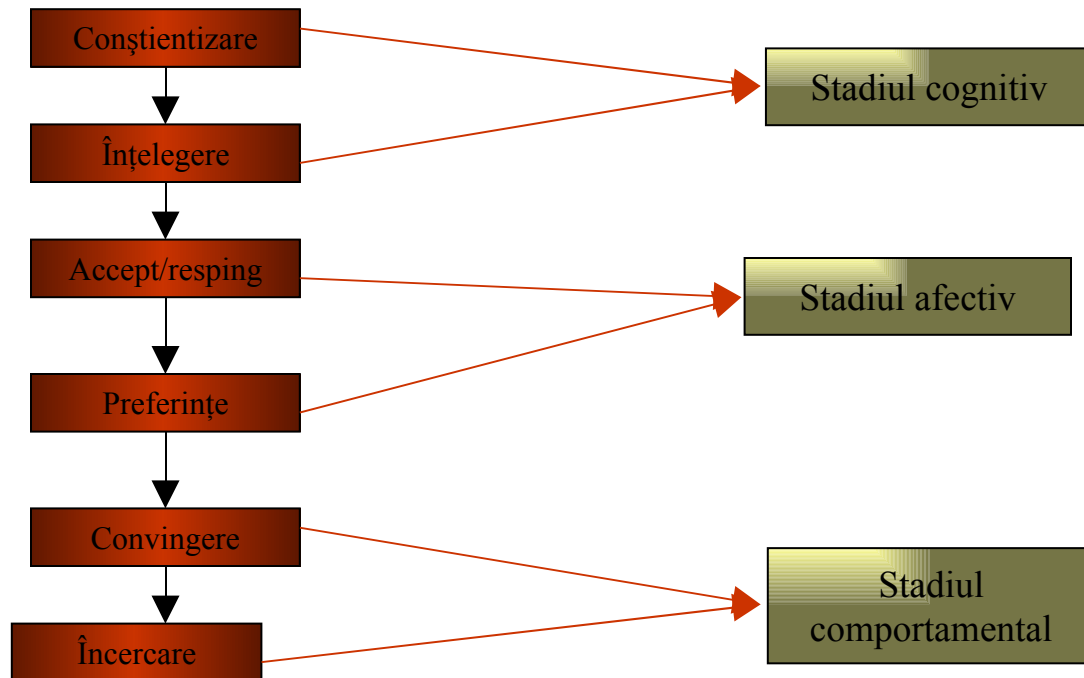 Conştientizare
Stadiul cognitiv
Înțelegere
Accept/resping
Stadiul afectiv
Preferințe
Convingere
Stadiul
comportamental
Încercare